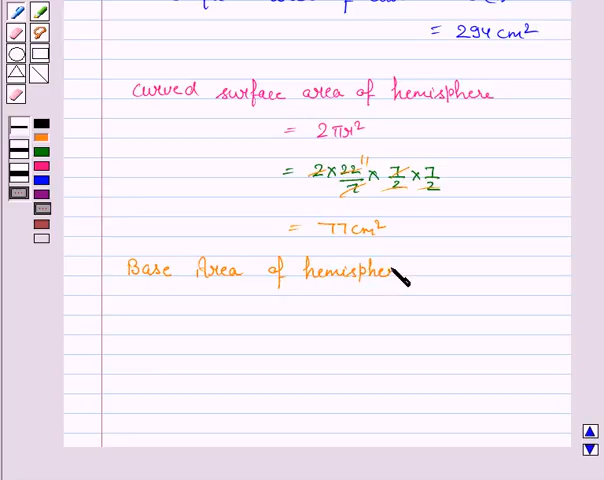 = 294 cm²
curved surface area of hemisphere
= 2πr²
= 2 × 22/7 11 × 7/2 × 7/2
= 77 cm²
Base Area of hemispher